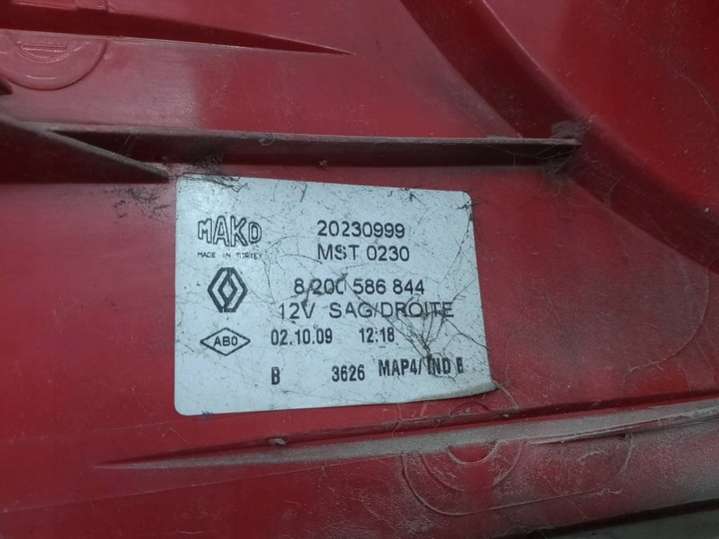 MAKO
MADE IN TURKEY
20230999
MST 0230
8 200 586 844
12V SAG/DROITE
ABO
02.10.09 12:18
B 3626 MAP4/ IND E